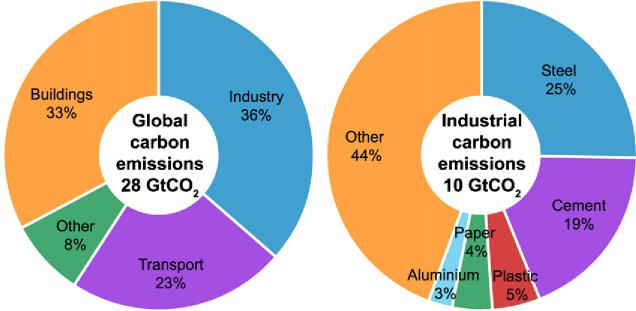 Buildings
33%
Industry
36%
Global
carbon
emissions
28 GtCO₂
Other
8%
Transport
23%
Steel
25%
Other
44%
Industrial
carbon
emissions
10 GtCO₂
Cement
19%
Paper
4%
Aluminium
3%
Plastic
5%